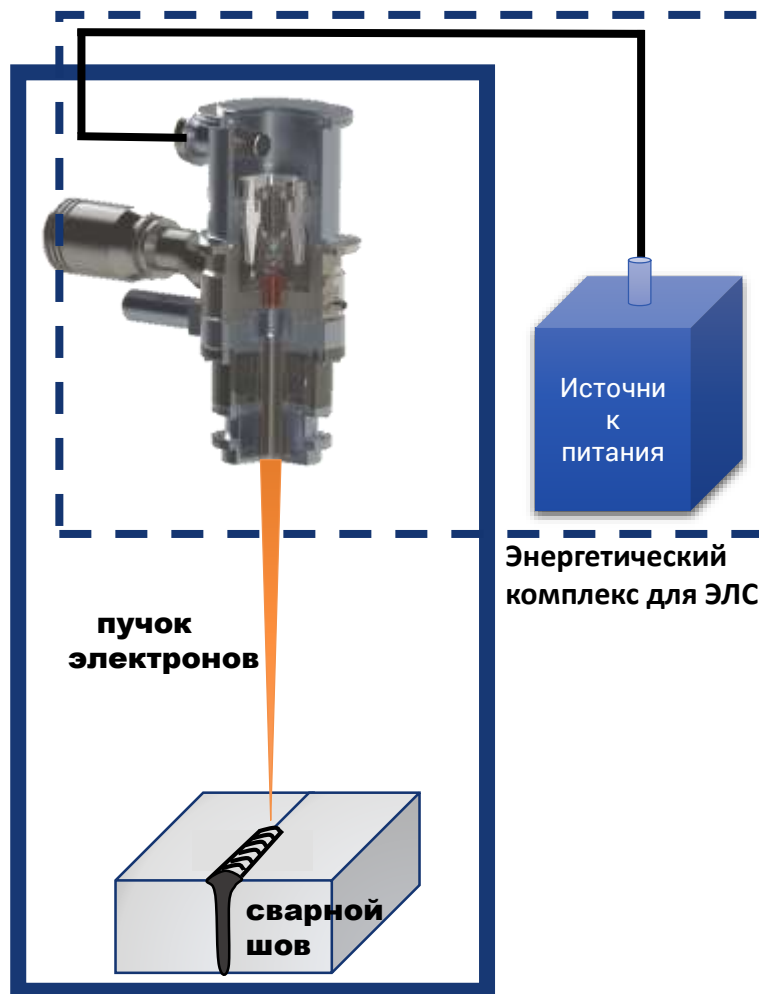 Источни
к
питания
Энергетический
комплекс для ЭЛС
пучок
электронов
сварной
шов